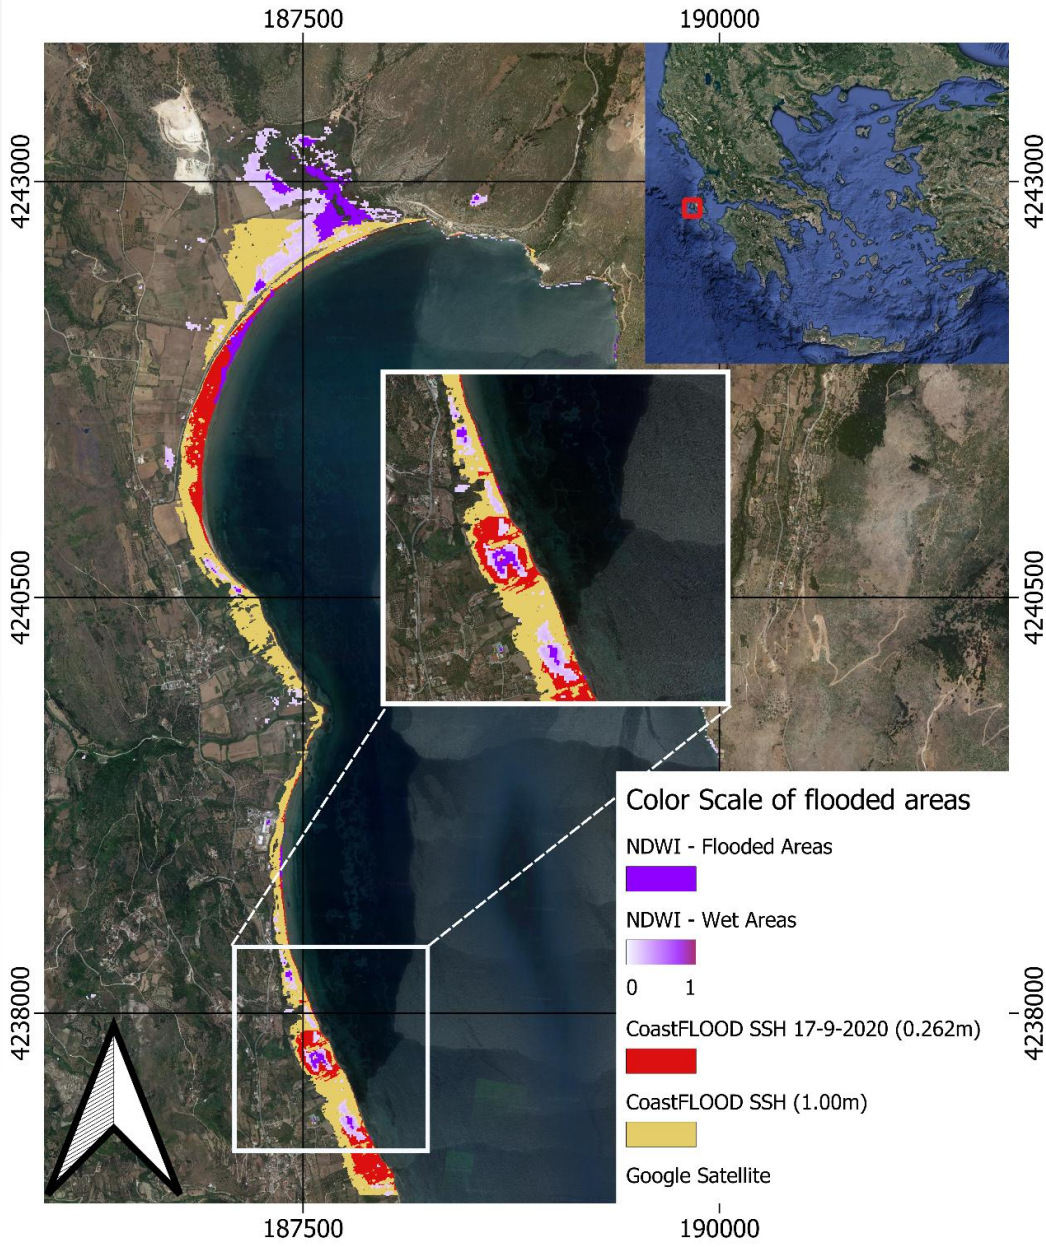 187500
190000
4243000
4243000
4240500
4240500
Color Scale of flooded areas
NDWI - Flooded Areas
NDWI - Wet Areas
0 1
4238000
4238000
CoastFLOOD SSH 17-9-2020 (0.262m)
CoastFLOOD SSH (1.00m)
Google Satellite
187500
190000